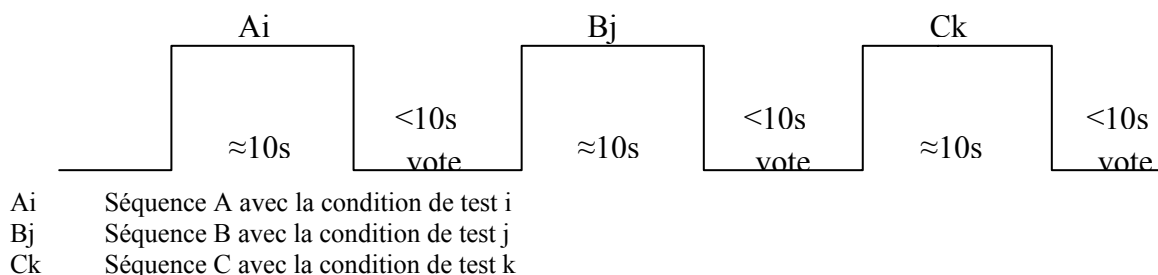 Ai Bj Ck
<10s <10s <10s
≈10s vote ≈10s vote ≈10s vote
Ai Séquence A avec la condition de test i
Bj Séquence B avec la condition de test j
Ck Séquence C avec la condition de test k